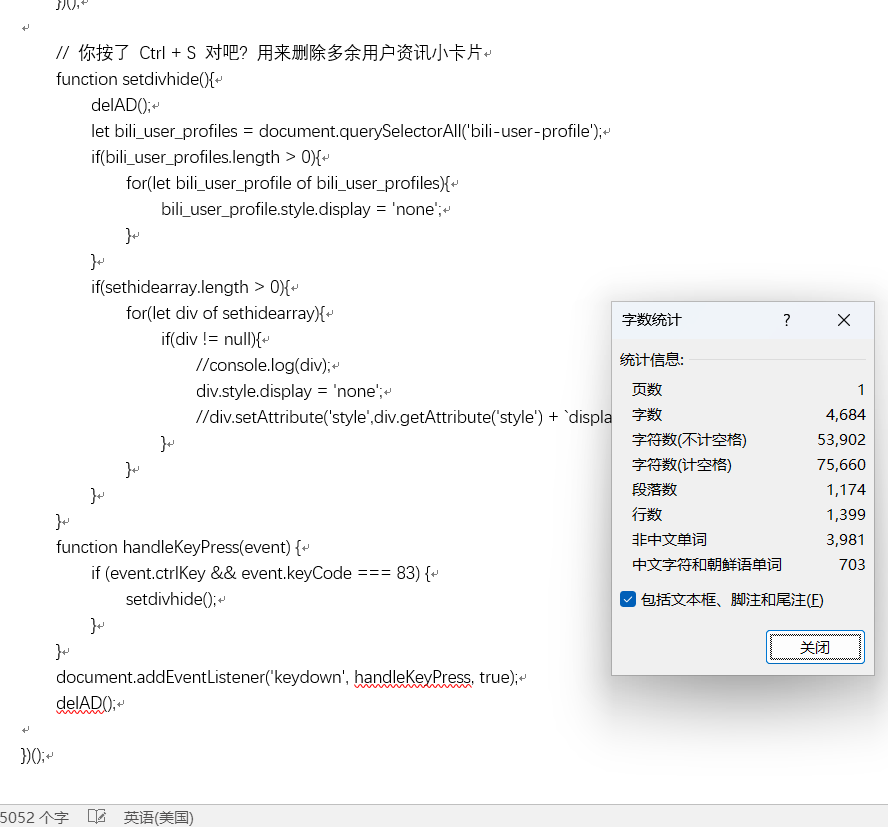 })();↵
↵
// 你按了 Ctrl + S 对吧？用来删除多余用户资讯小卡片↵
function setdivhide(){↵
delAD();↵
let bili_user_profiles = document.querySelectorAll('bili-user-profile');↵
if(bili_user_profiles.length > 0){↵
for(let bili_user_profile of bili_user_profiles){↵
bili_user_profile.style.display = 'none';↵
}↵
}↵
if(sethidearray.length > 0){↵
for(let div of sethidearray){↵
if(div != null){↵
//console.log(div);↵
div.style.display = 'none';↵
//div.setAttribute('style',div.getAttribute('style') + `displa
}↵
}↵
}↵
}↵
function handleKeyPress(event) {↵
if (event.ctrlKey && event.keyCode === 83) {↵
setdivhide();↵
}↵
}↵
document.addEventListener('keydown', handleKeyPress, true);↵
delAD();↵
↵
})();↵
字数统计 ?
统计信息:
页数 1
字数 4,684
字符数(不计空格) 53,902
字符数(计空格) 75,660
段落数 1,174
行数 1,399
非中文单词 3,981
中文字符和朝鲜语单词 703
包括文本框、脚注和尾注(F)
关闭
5052 个字 英语(美国)